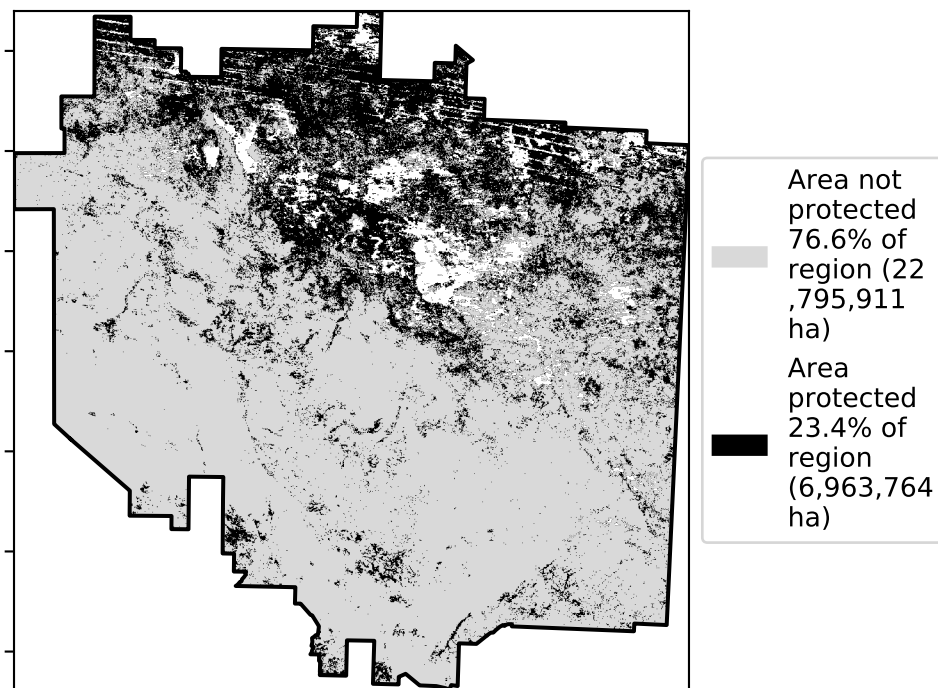 Area not
protected
76.6% of
region (22
,795,911
ha)
Area
protected
23.4% of
region
(6,963,764
ha)